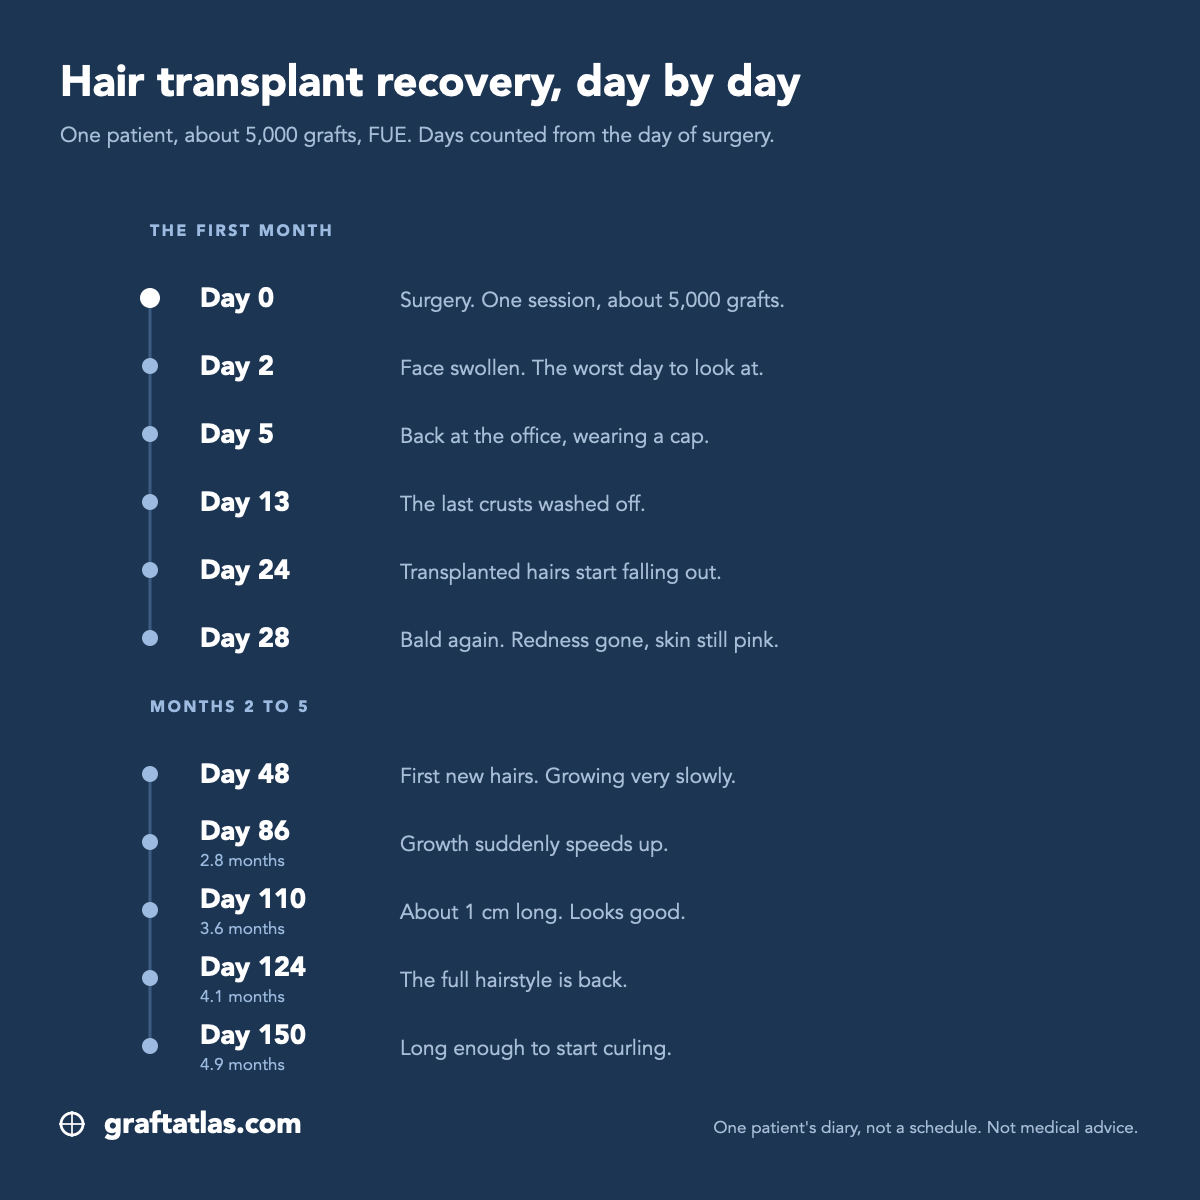 Hair transplant recovery, day by day
One patient, about 5,000 grafts, FUE. Days counted from the day of surgery.
THE FIRST MONTH
Day 0 Surgery. One session, about 5,000 grafts.
Day 2 Face swollen. The worst day to look at.
Day 5 Back at the office, wearing a cap.
Day 13 The last crusts washed off.
Day 24 Transplanted hairs start falling out.
Day 28 Bald again. Redness gone, skin still pink.
MONTHS 2 TO 5
Day 48 First new hairs. Growing very slowly.
Day 86 Growth suddenly speeds up.
2.8 months
Day 110 About 1 cm long. Looks good.
3.6 months
Day 124 The full hairstyle is back.
4.1 months
Day 150 Long enough to start curling.
4.9 months
graftatlas.com
One patient's diary, not a schedule. Not medical advice.